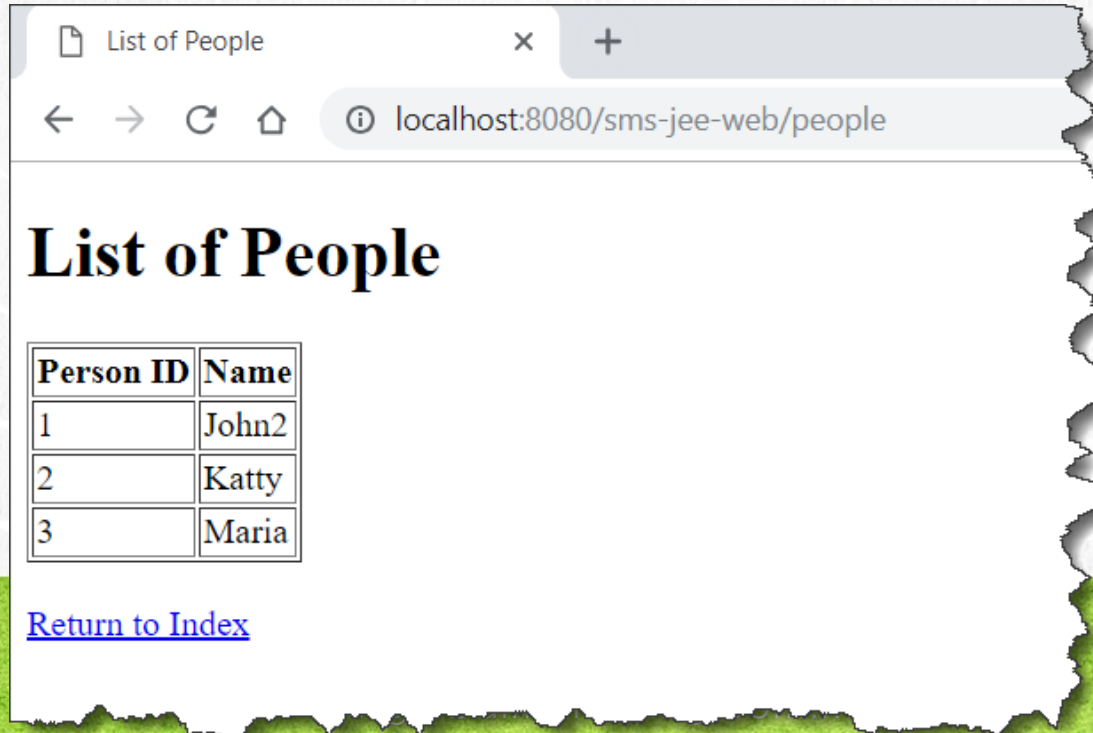 List of People
localhost:8080/sms-jee-web/people
List of People
Person ID Name
1 John2
2 Katty
3 Maria
Return to Index